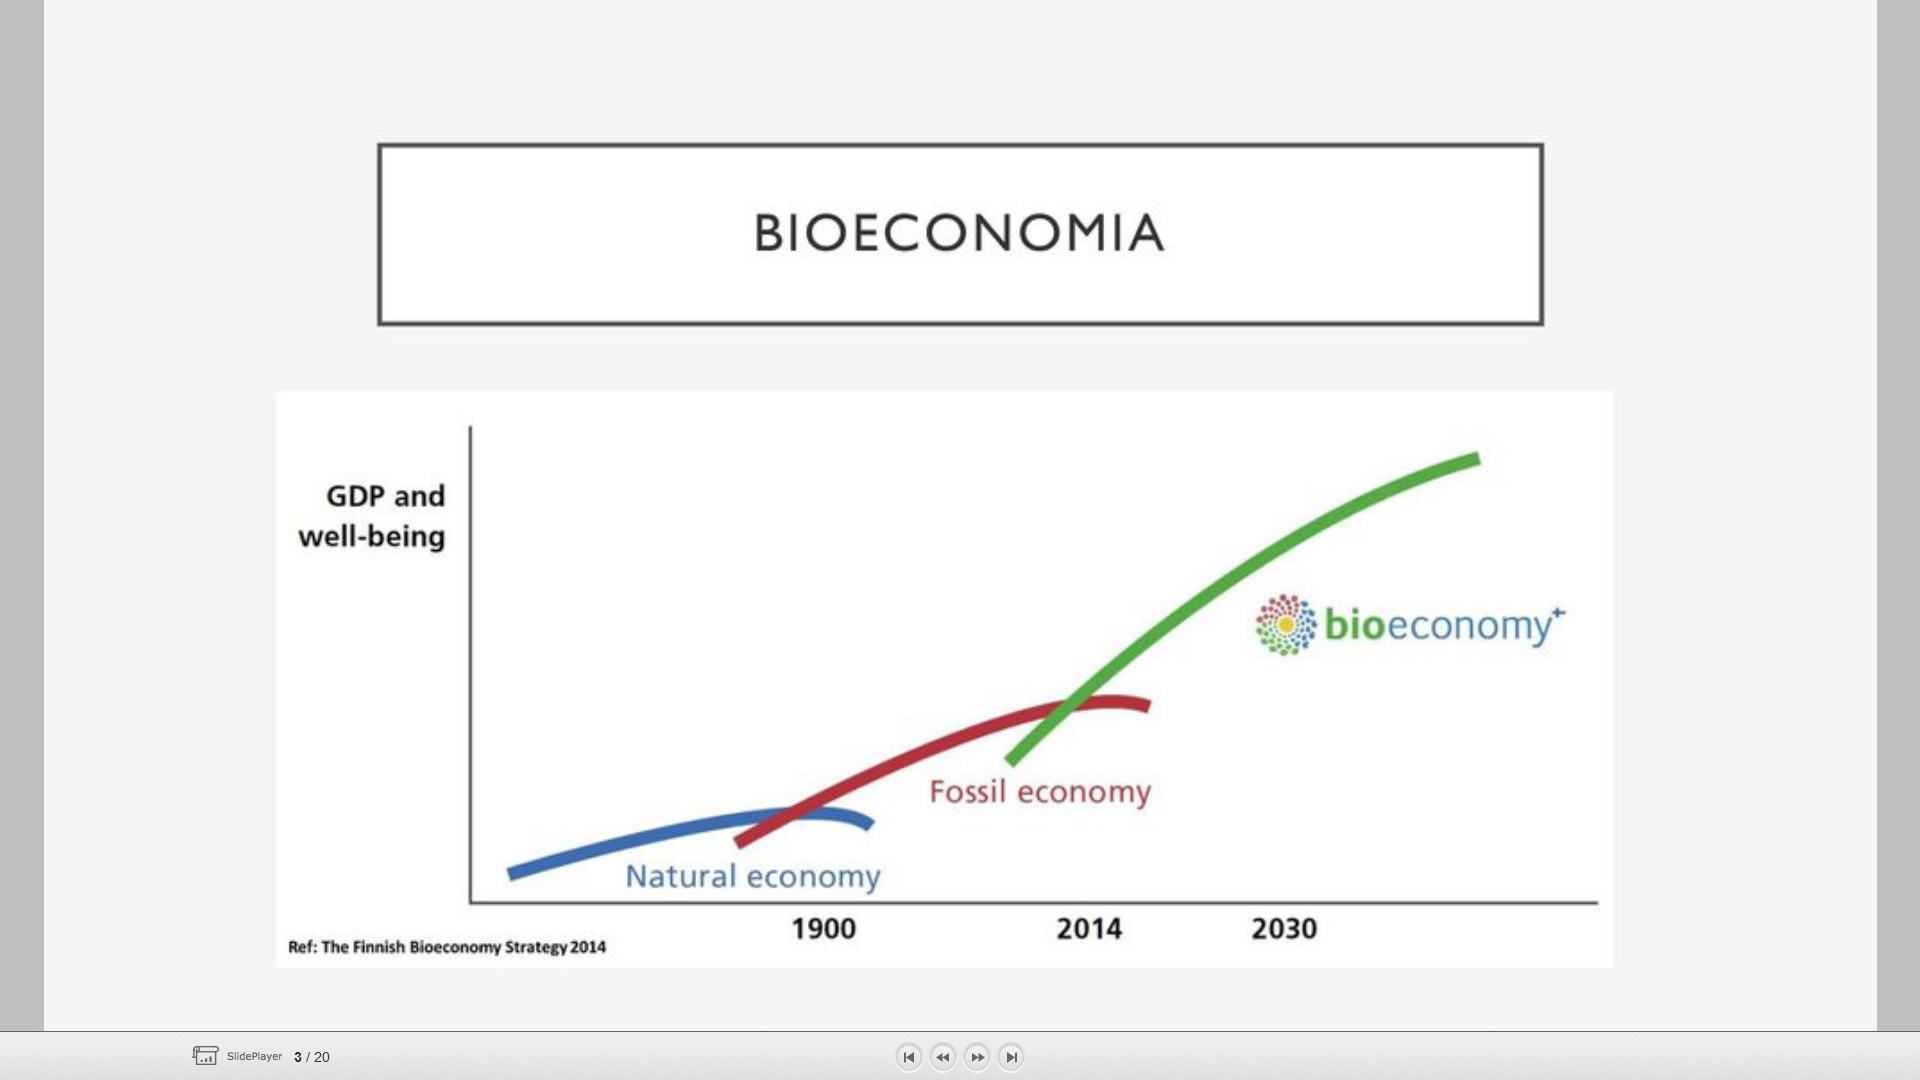 BIOECONOMIA
GDP and
well-being
bioeconomy+
Fossil economy
Natural economy
1900 2014 2030
Ref: The Finnish Bioeconomy Strategy 2014
SlidePlayer 3 / 20